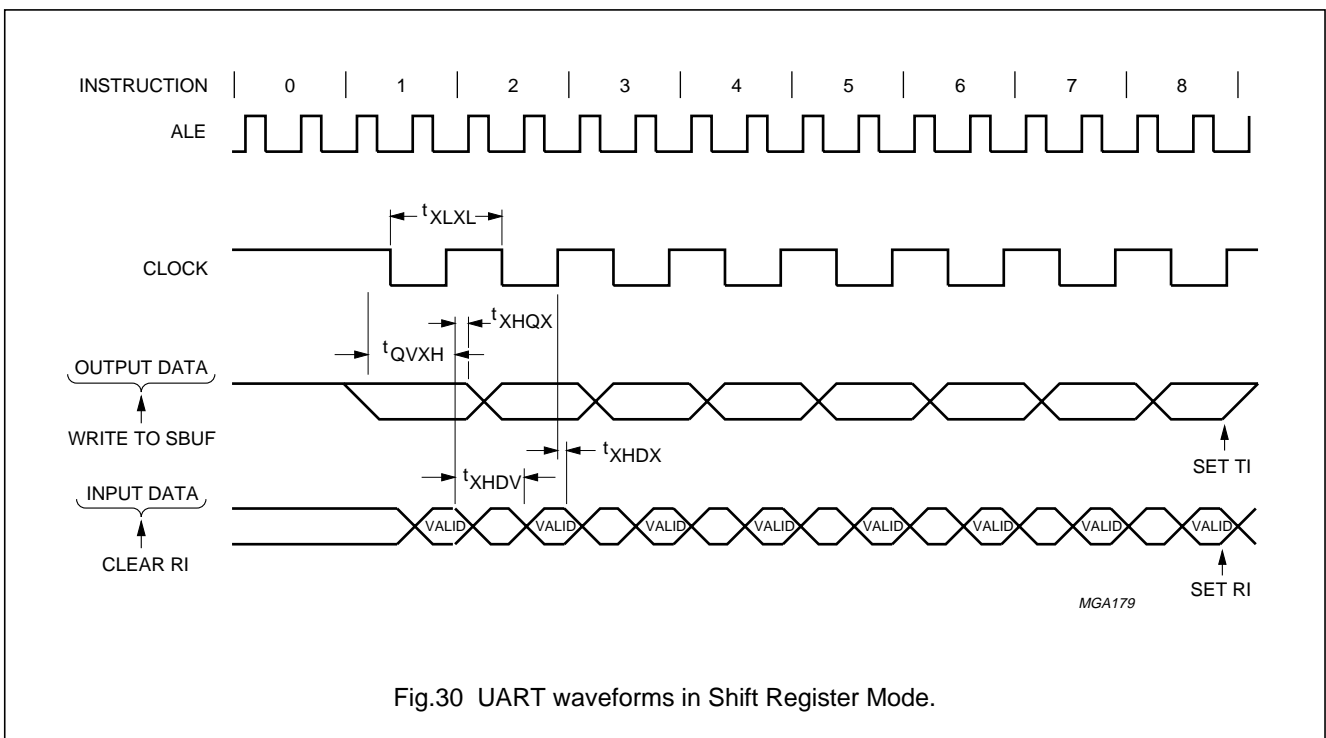 INSTRUCTION 0 1 2 3 4 5 6 7 8
ALE
tXLXL
CLOCK
tXHQX
tQVXH
OUTPUT DATA
WRITE TO SBUF
tXHDX
SET TI
tXHDV
INPUT DATA
VALID VALID VALID VALID VALID VALID VALID VALID
CLEAR RI
SET RI
MGA179
Fig.30 UART waveforms in Shift Register Mode.